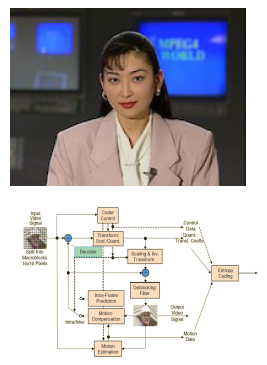 MPEG4
WORLD
Input
Video
Signal
Split into
Macroblocks
16x16 Pixels
Coder
Control
Transform/
Scal./Quant.
Decoder
Scaling & Inv.
Transform
Control
Data
Quant.
Transf. Coeffs
Entropy
Coding
Deblocking
Filter
Intra-Frame
Prediction
Motion-
Compensation
Intra/Inter
Output
Video
Signal
Motion
Data
Motion
Estimation